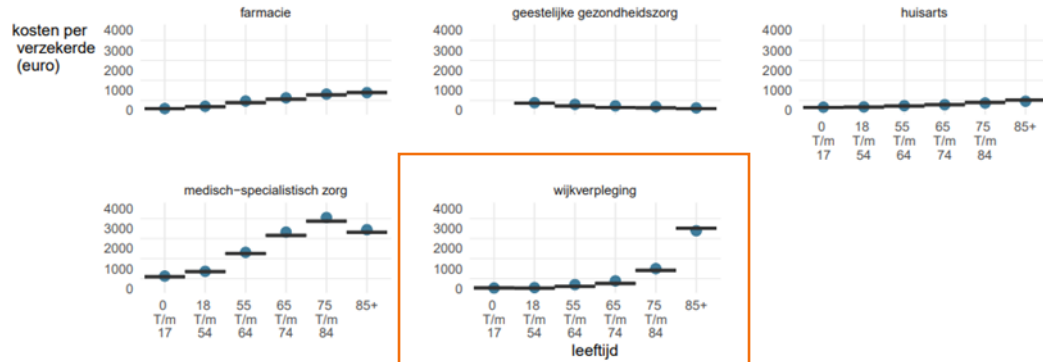 farmacie
geestelijke gezondheidszorg
huisarts
kosten per
verzekerde
(euro)
4000
3000
2000
1000
0
4000
3000
2000
1000
0
4000
3000
2000
1000
0
0
T/m
17
18
T/m
54
55
T/m
64
65
T/m
74
75
T/m
84
85+
medisch-specialistisch zorg
wijkverpleging
4000
3000
2000
1000
0
4000
3000
2000
1000
0
0
T/m
17
18
T/m
54
55
T/m
64
65
T/m
74
75
T/m
84
85+
0
T/m
17
18
T/m
54
55
T/m
64
65
T/m
74
75
T/m
84
85+
leeftijd